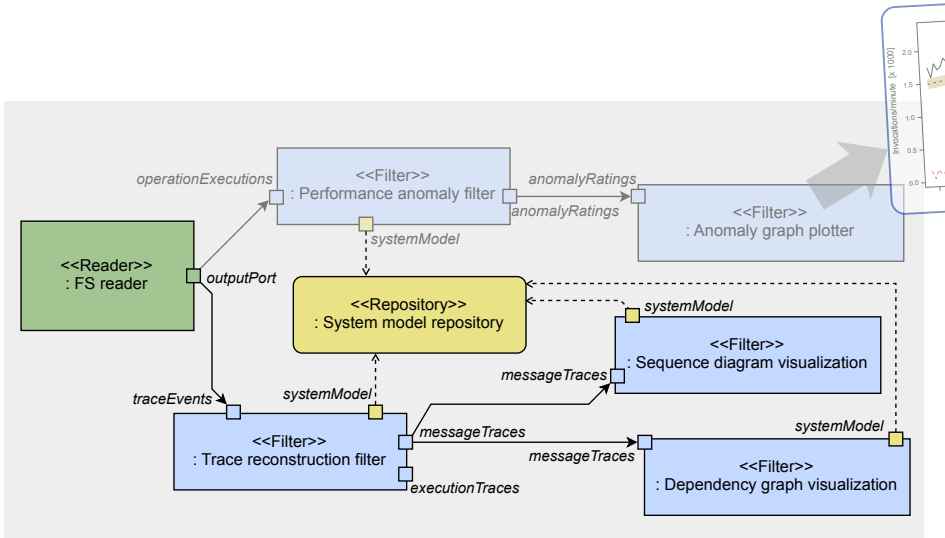 Invocations/minute [x 1000]
2.0
1.5
1.0
0.5
0.0
<<Filter>>
: Performance anomaly filter
operationExecutions
anomalyRatings
anomalyRatings
systemModel
<<Filter>>
: Anomaly graph plotter
<<Reader>>
: FS reader
outputPort
<<Repository>>
: System model repository
systemModel
<<Filter>>
: Sequence diagram visualization
messageTraces
traceEvents
systemModel
<<Filter>>
: Trace reconstruction filter
messageTraces
executionTraces
messageTraces
systemModel
<<Filter>>
: Dependency graph visualization